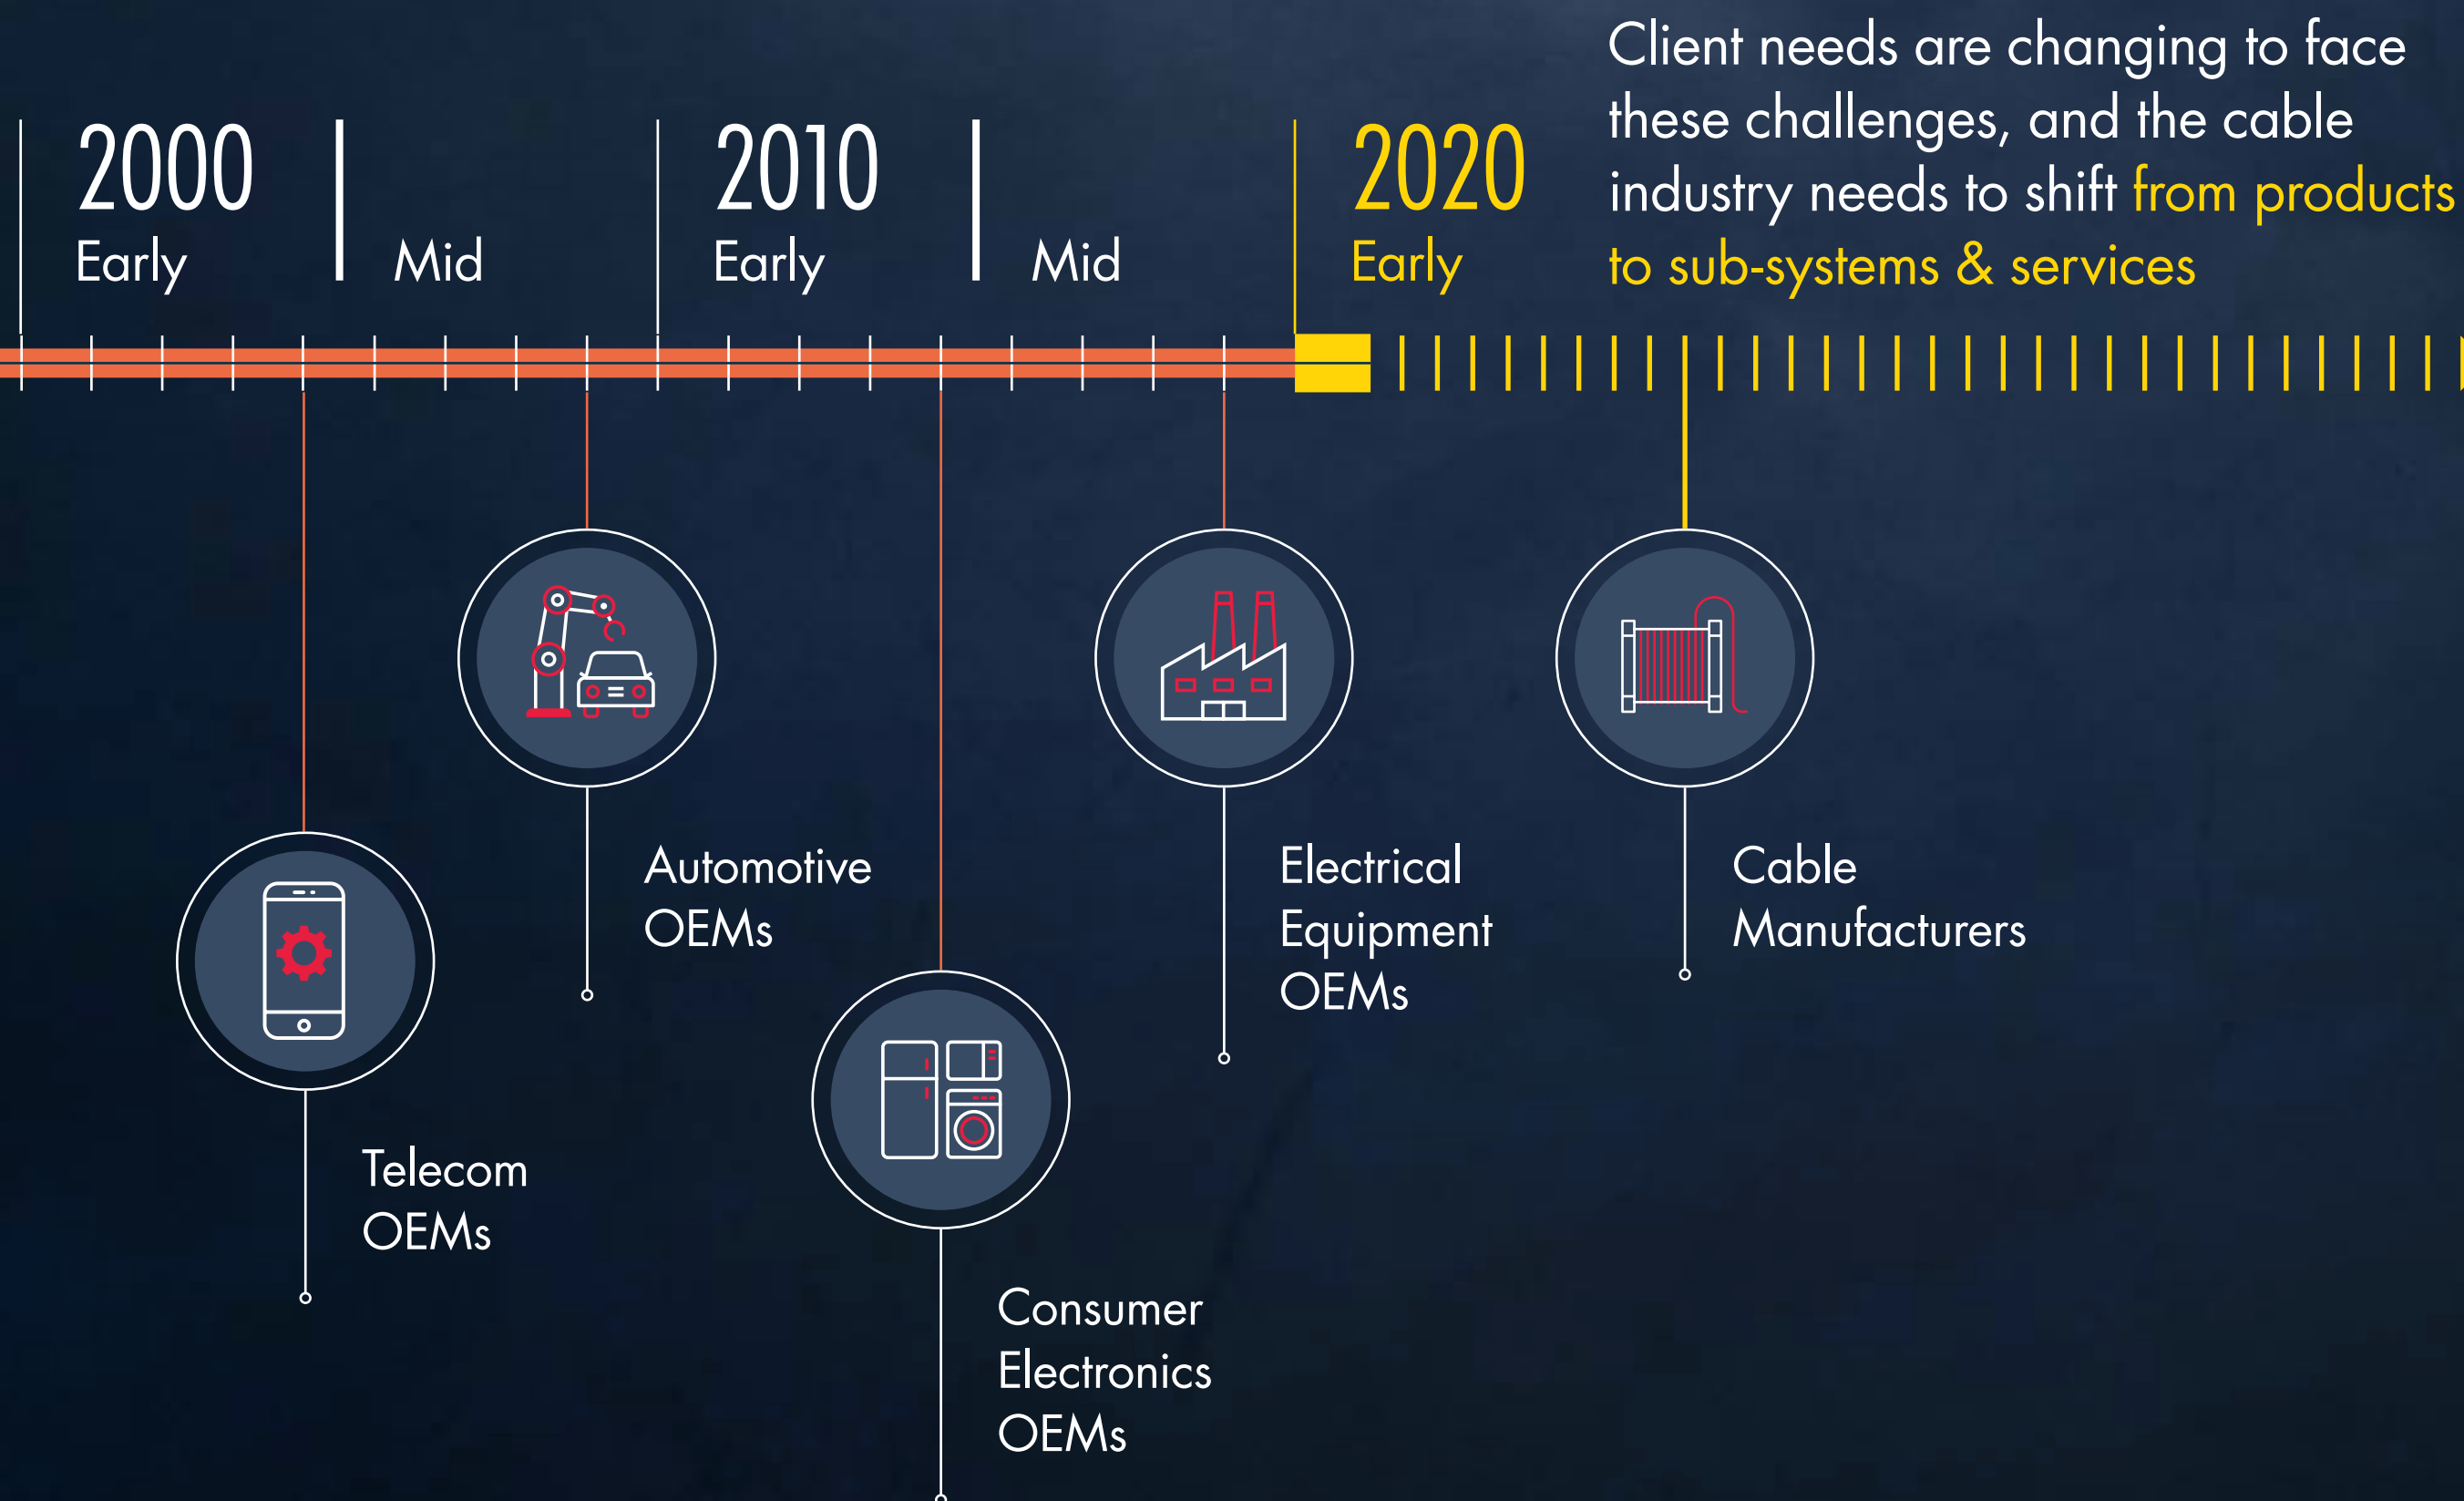 2000
Early
Mid
2010
Early
Mid
2020
Early
Client needs are changing to face
these challenges, and the cable
industry needs to shift from products
to sub-systems & services
Telecom
OEMs
Automotive
OEMs
Consumer
Electronics
OEMs
Electrical
Equipment
OEMs
Cable
Manufacturers